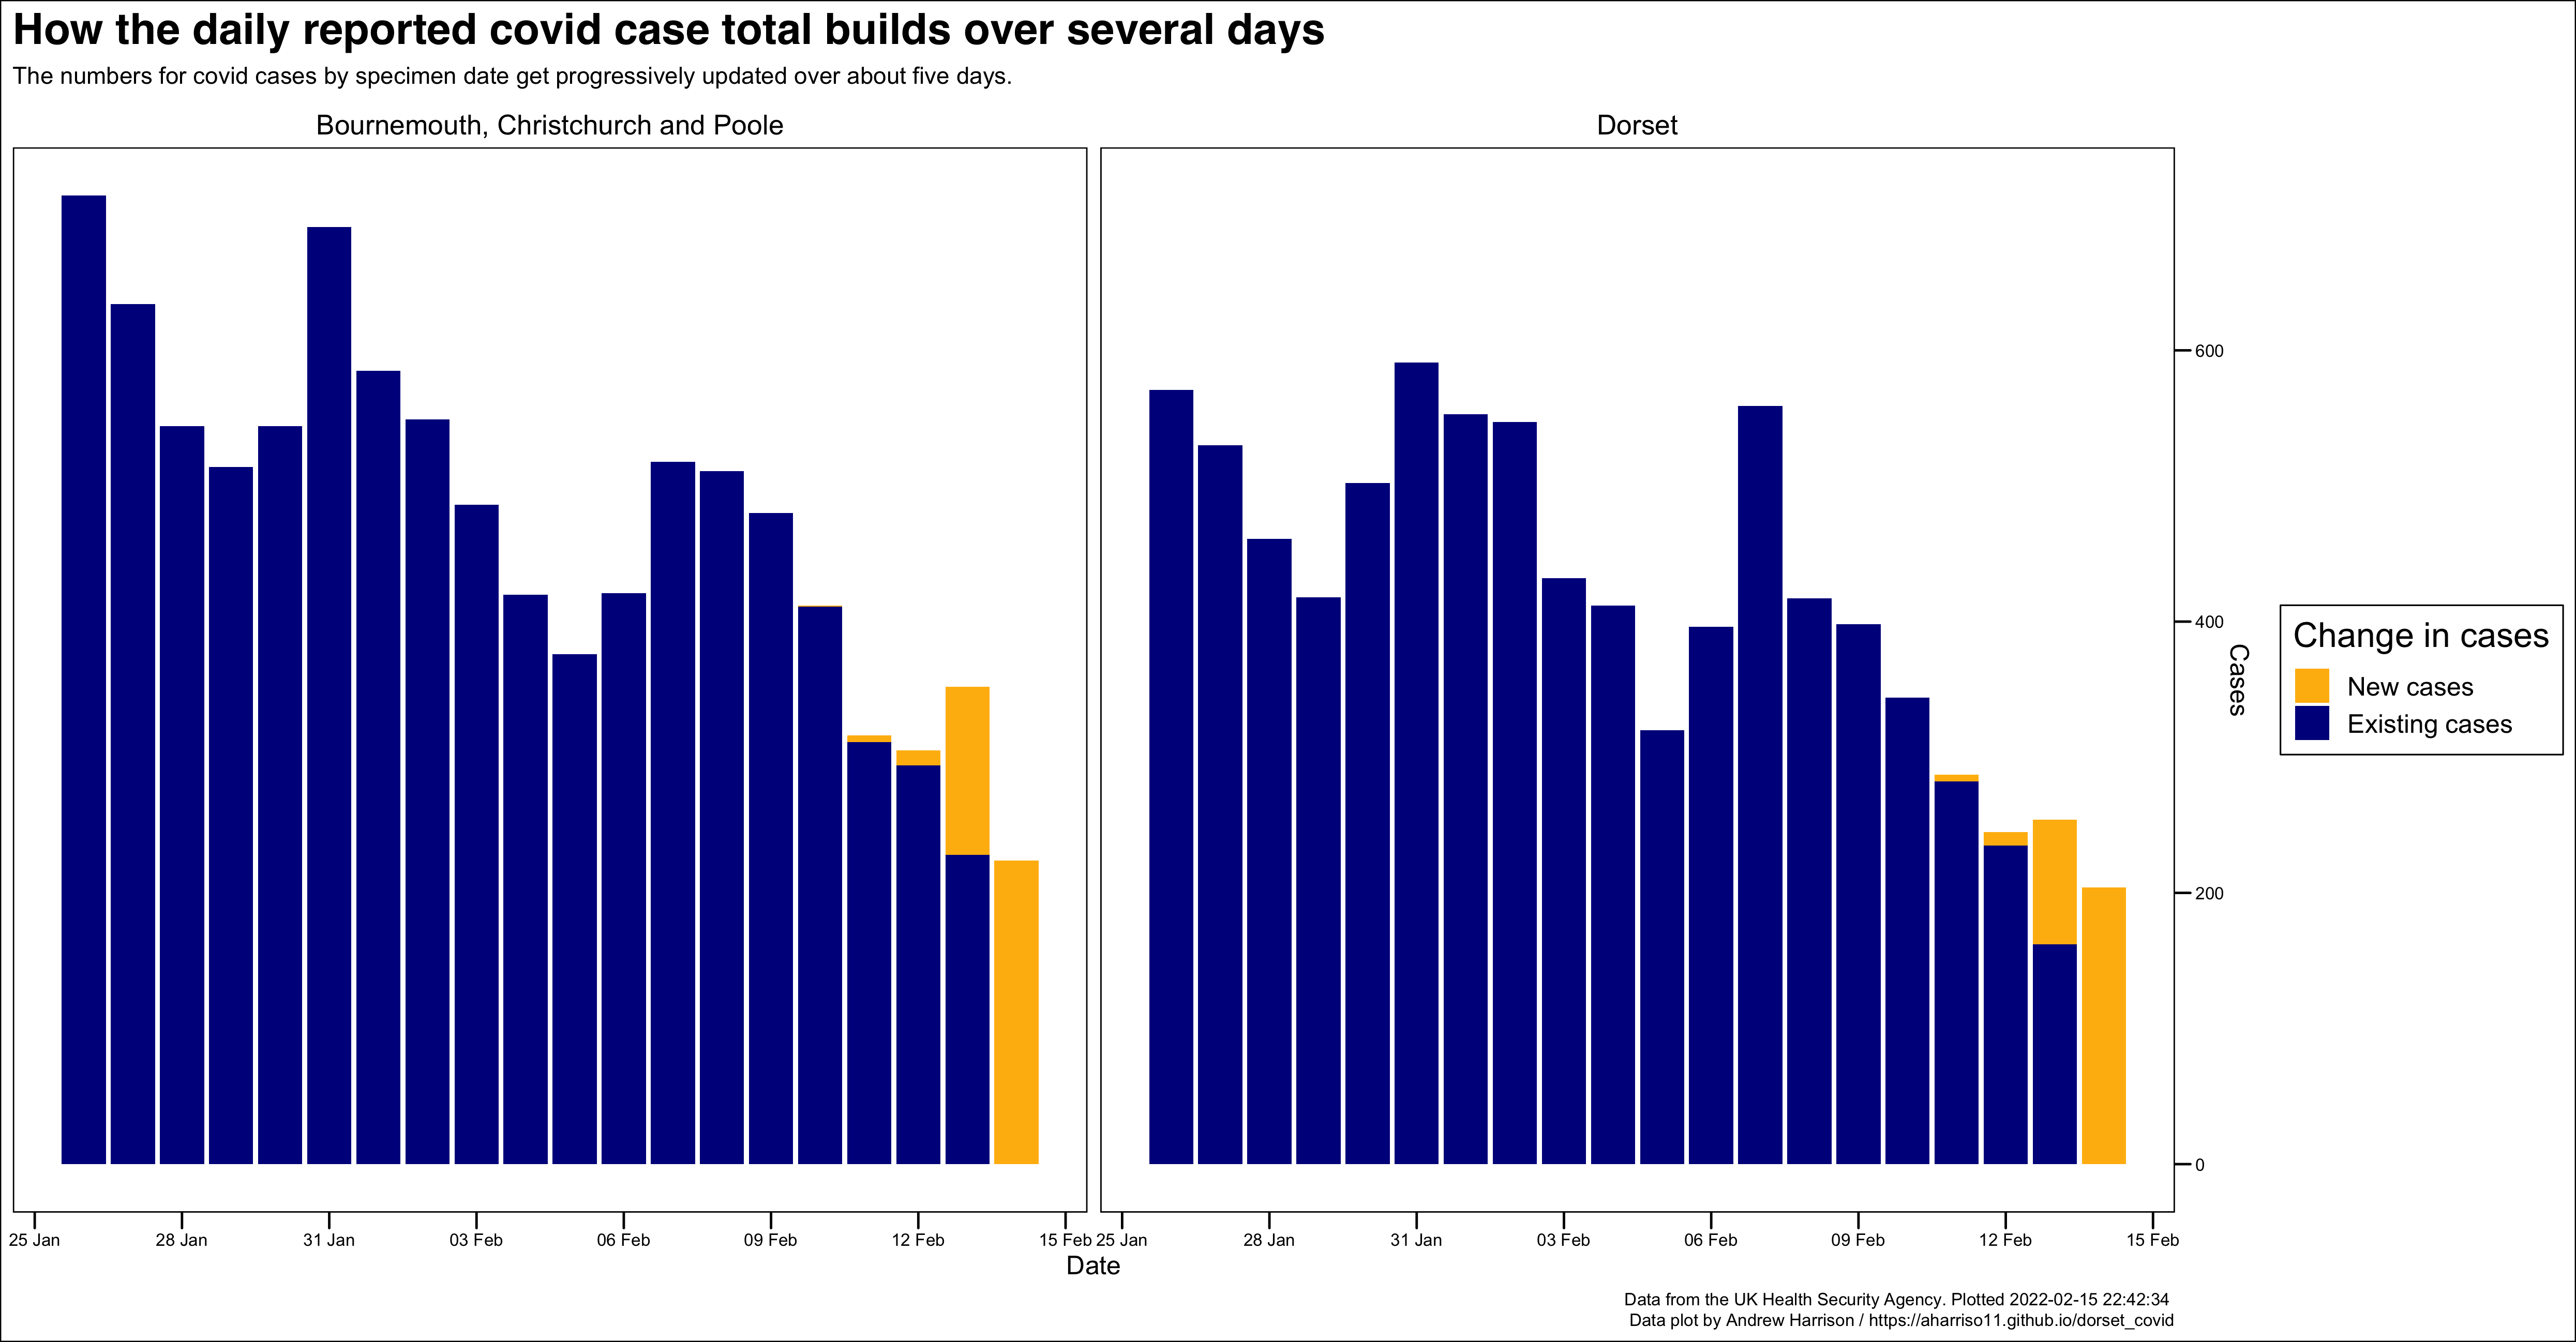 How the daily reported covid case total builds over several days
The numbers for covid cases by specimen date get progressively updated over about five days.
Bournemouth, Christchurch and Poole
Dorset
600
400
200
0
Cases
Change in cases
New cases
Existing cases
25 Jan 28 Jan 31 Jan 03 Feb 06 Feb 09 Feb 12 Feb 15 Feb
25 Jan 28 Jan 31 Jan 03 Feb 06 Feb 09 Feb 12 Feb 15 Feb
Date
Data from the UK Health Security Agency. Plotted 2022-02-15 22:42:34
Data plot by Andrew Harrison / https://aharriso11.github.io/dorset_covid